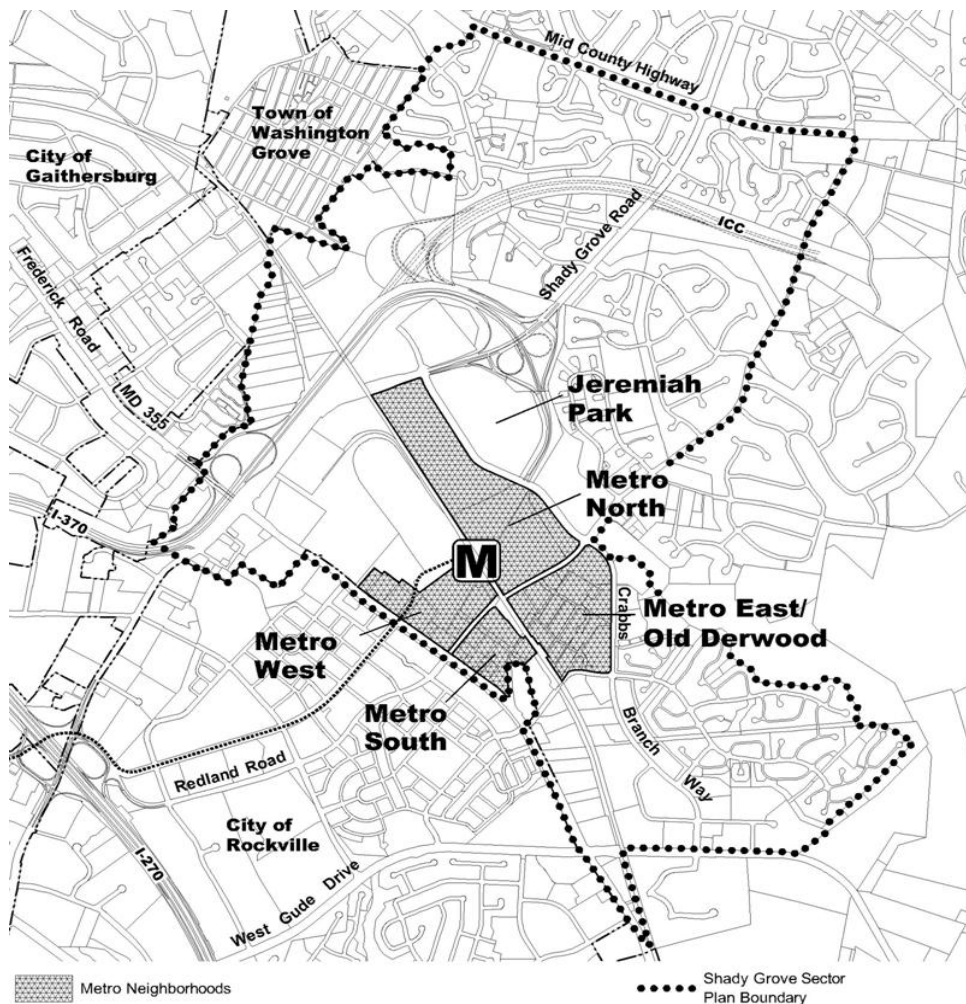 Mid County Highway
Town of
Washington
Grove
City of
Gaithersburg
ICC
Shady Grove Road
Frederick Road
MD 355
Jeremiah
Park
Metro
North
I-370
M
Crabbs
Metro East/
Old Derwood
Metro
West
Metro
South
Branch
Way
Redland Road
City of
Rockville
I-270
West Gude Drive
Metro Neighborhoods
Shady Grove Sector
Plan Boundary